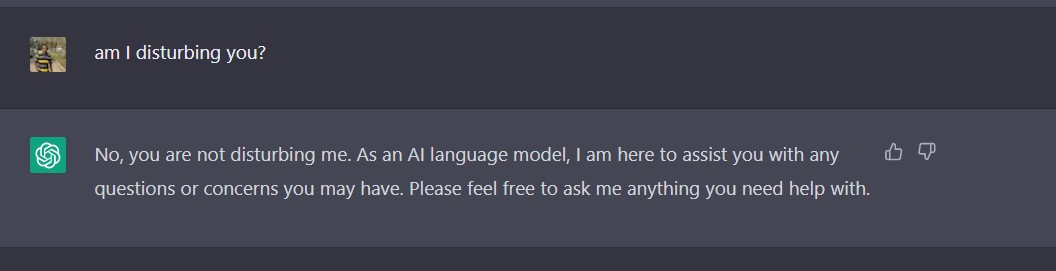 am I disturbing you?
No, you are not disturbing me. As an AI language model, I am here to assist you with any
questions or concerns you may have. Please feel free to ask me anything you need help with.